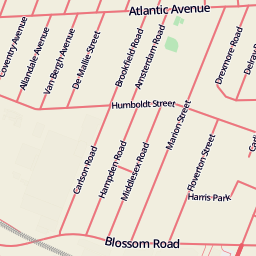 Atlantic Avenue
Coventry Avenue
Allandale Avenue
Van Bergh Avenue
De Mallie Street
Brookfield Road
Amsterdam Road
Drexmore Road
Humboldt Street
Marion Street
Carlson Road
Hampden Road
Middlesex Road
Floverton Street
Harris Park
Blossom Road